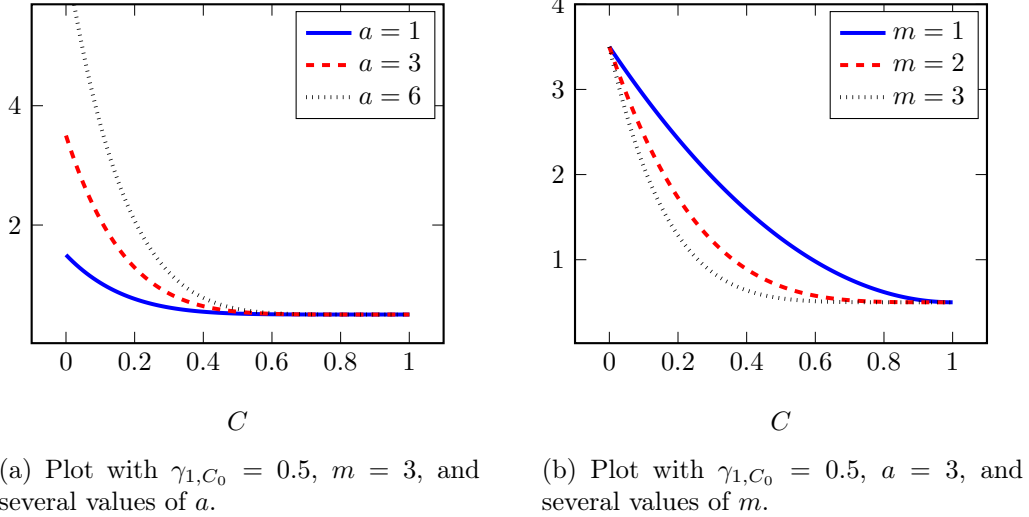 a = 1
a = 3
a = 6
4
2
0 0.2 0.4 0.6 0.8 1
C
(a) Plot with γ₁,C₀ = 0.5, m = 3, and
several values of a.
m = 1
m = 2
m = 3
4
3
2
1
0 0.2 0.4 0.6 0.8 1
C
(b) Plot with γ₁,C₀ = 0.5, a = 3, and
several values of m.